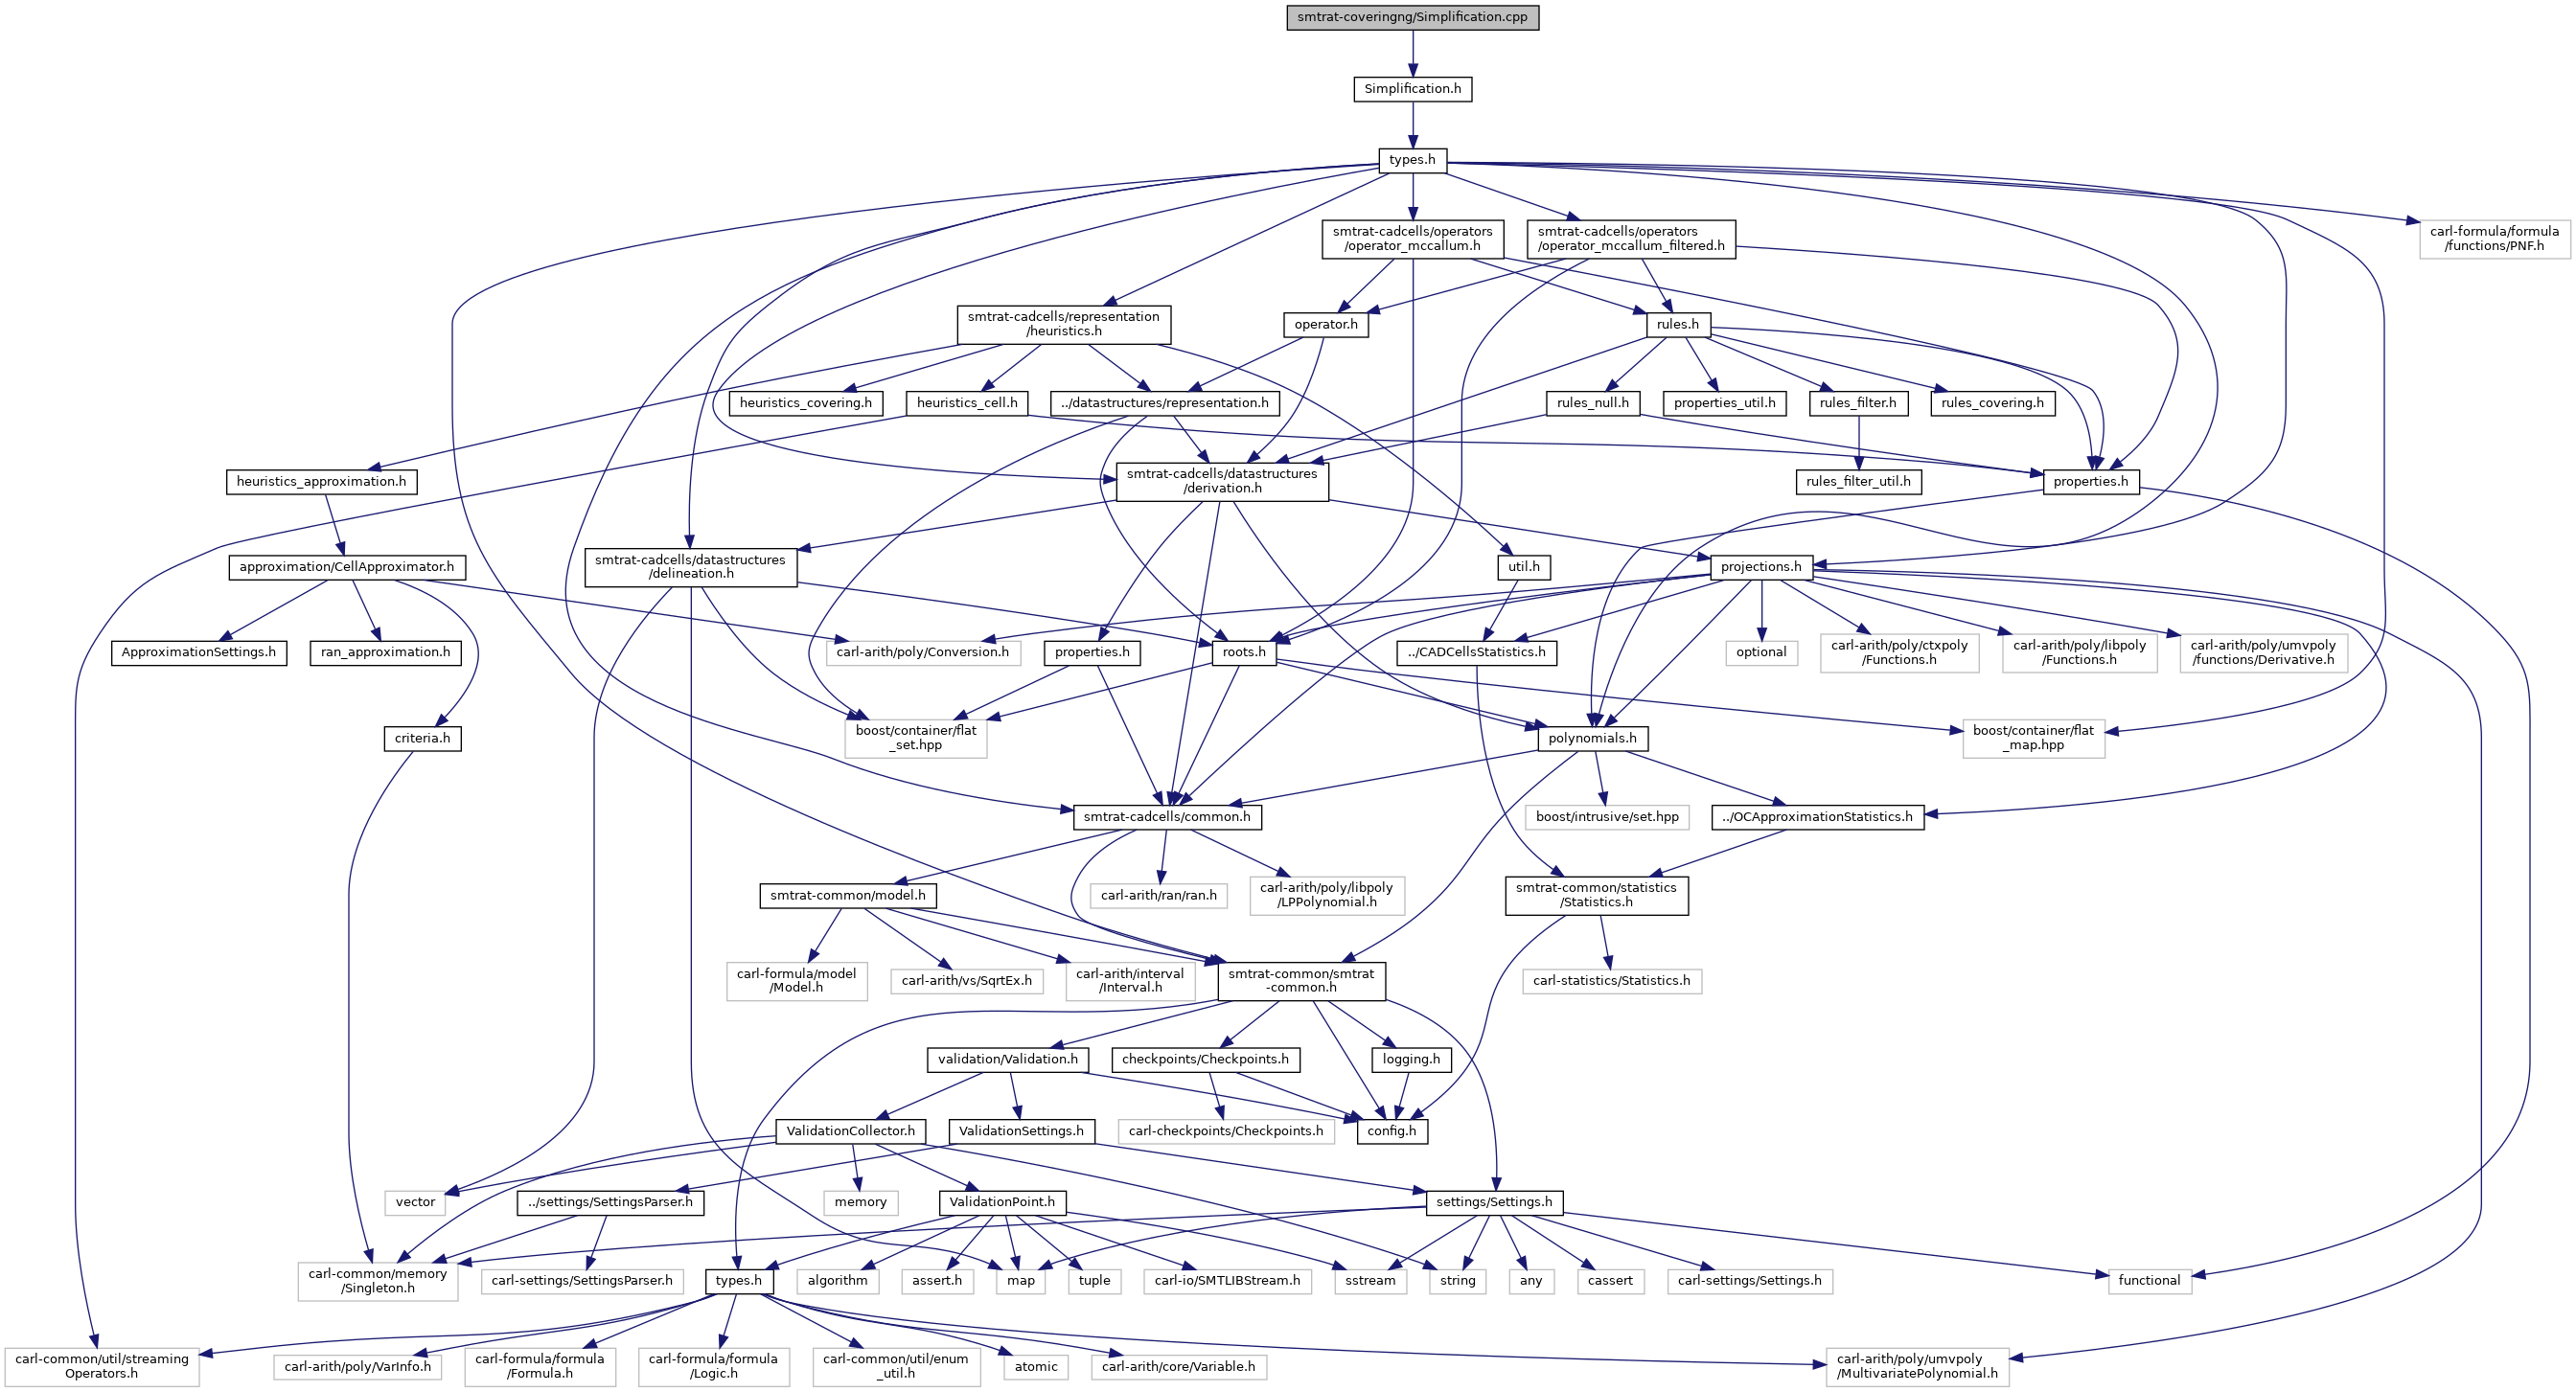 smtrat-coveringng/Simplification.cpp
Simplification.h
types.h
smtrat-cadcells/operators
/operator_mccallum.h
smtrat-cadcells/operators
/operator_mccallum_filtered.h
carl-formula/formula
/functions/PNF.h
smtrat-cadcells/representation
/heuristics.h
operator.h
rules.h
heuristics_covering.h
heuristics_cell.h
../datastructures/representation.h
rules_null.h
properties_util.h
rules_filter.h
rules_covering.h
heuristics_approximation.h
smtrat-cadcells/datastructures
/derivation.h
rules_filter_util.h
properties.h
approximation/CellApproximator.h
smtrat-cadcells/datastructures
/delineation.h
util.h
projections.h
ApproximationSettings.h
ran_approximation.h
carl-arith/poly/Conversion.h
properties.h
roots.h
../CADCellsStatistics.h
optional
carl-arith/poly/ctxpoly
/Functions.h
carl-arith/poly/libpoly
/Functions.h
carl-arith/poly/umvpoly
/functions/Derivative.h
criteria.h
boost/container/flat
_set.hpp
polynomials.h
boost/container/flat
_map.hpp
smtrat-cadcells/common.h
boost/intrusive/set.hpp
../OCApproximationStatistics.h
smtrat-common/model.h
carl-arith/ran/ran.h
carl-arith/poly/libpoly
/LPPolynomial.h
smtrat-common/statistics
/Statistics.h
carl-formula/model
/Model.h
carl-arith/vs/SqrtEx.h
carl-arith/interval
/Interval.h
smtrat-common/smtrat
-common.h
carl-statistics/Statistics.h
validation/Validation.h
checkpoints/Checkpoints.h
logging.h
ValidationCollector.h
ValidationSettings.h
carl-checkpoints/Checkpoints.h
config.h
vector
../settings/SettingsParser.h
memory
ValidationPoint.h
settings/Settings.h
carl-common/memory
/Singleton.h
carl-settings/SettingsParser.h
types.h
algorithm
assert.h
map
tuple
carl-io/SMTLIBStream.h
sstream
string
any
cassert
carl-settings/Settings.h
functional
carl-common/util/streaming
Operators.h
carl-arith/poly/VarInfo.h
carl-formula/formula
/Formula.h
carl-formula/formula
/Logic.h
carl-common/util/enum
_util.h
atomic
carl-arith/core/Variable.h
carl-arith/poly/umvpoly
/MultivariatePolynomial.h